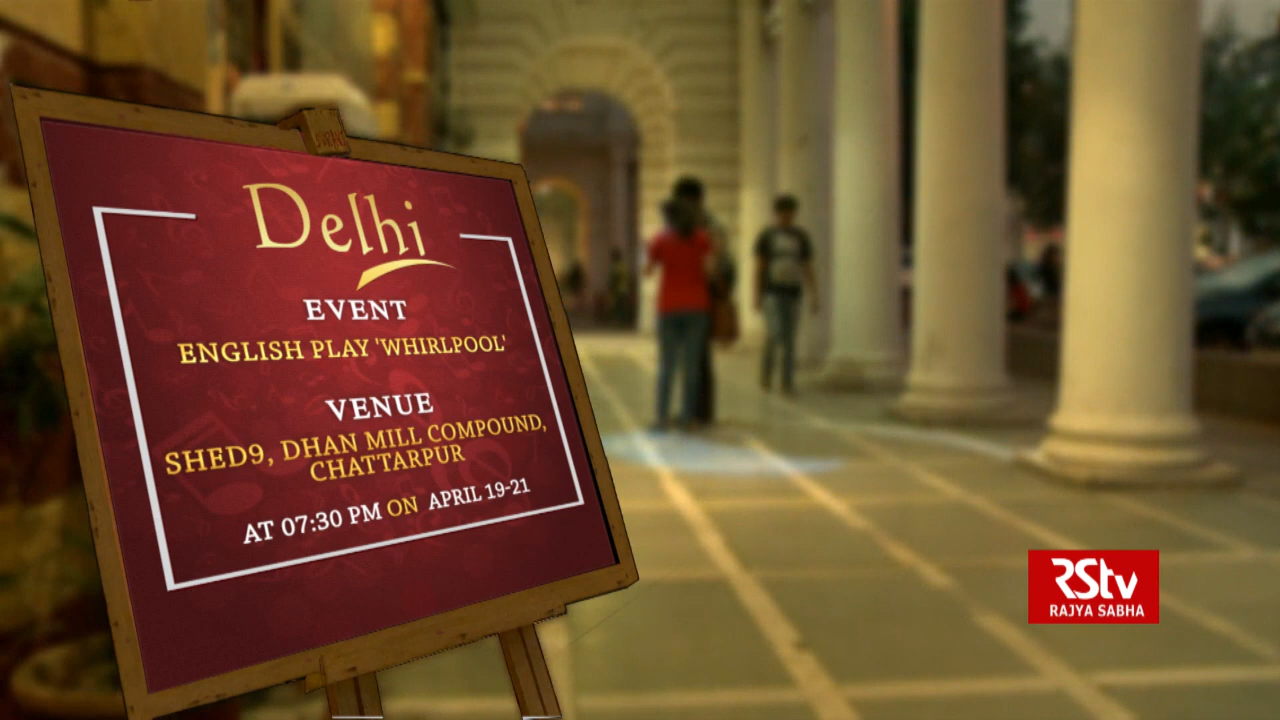 Delhi
EVENT
ENGLISH PLAY 'WHIRLPOOL'
VENUE
SHED9, DHAN MILL COMPOUND,
CHATTARPUR
AT 07:30 PM ON APRIL 19-21
RStv
RAJYA SABHA